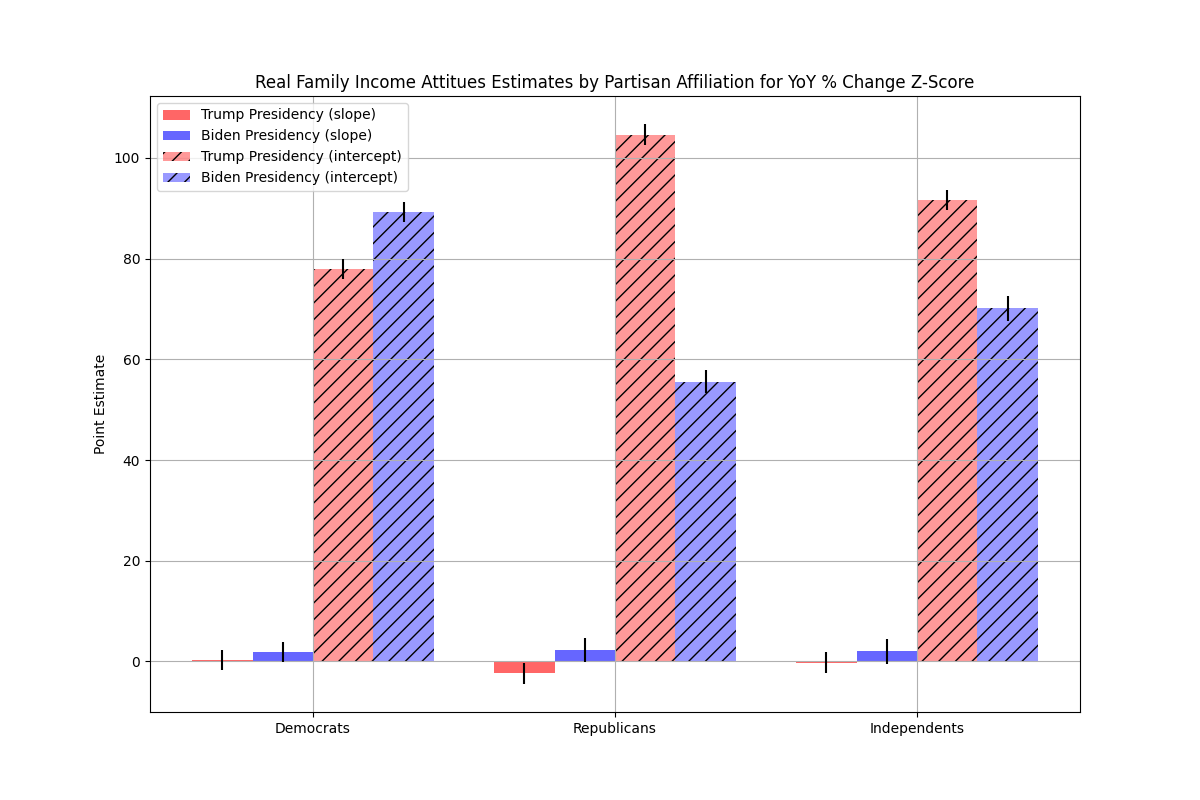 Real Family Income Attitues Estimates by Partisan Affiliation for YoY % Change Z-Score
Trump Presidency (slope)
Biden Presidency (slope)
Trump Presidency (intercept)
Biden Presidency (intercept)
Point Estimate
100
80
60
40
20
0
Democrats
Republicans
Independents